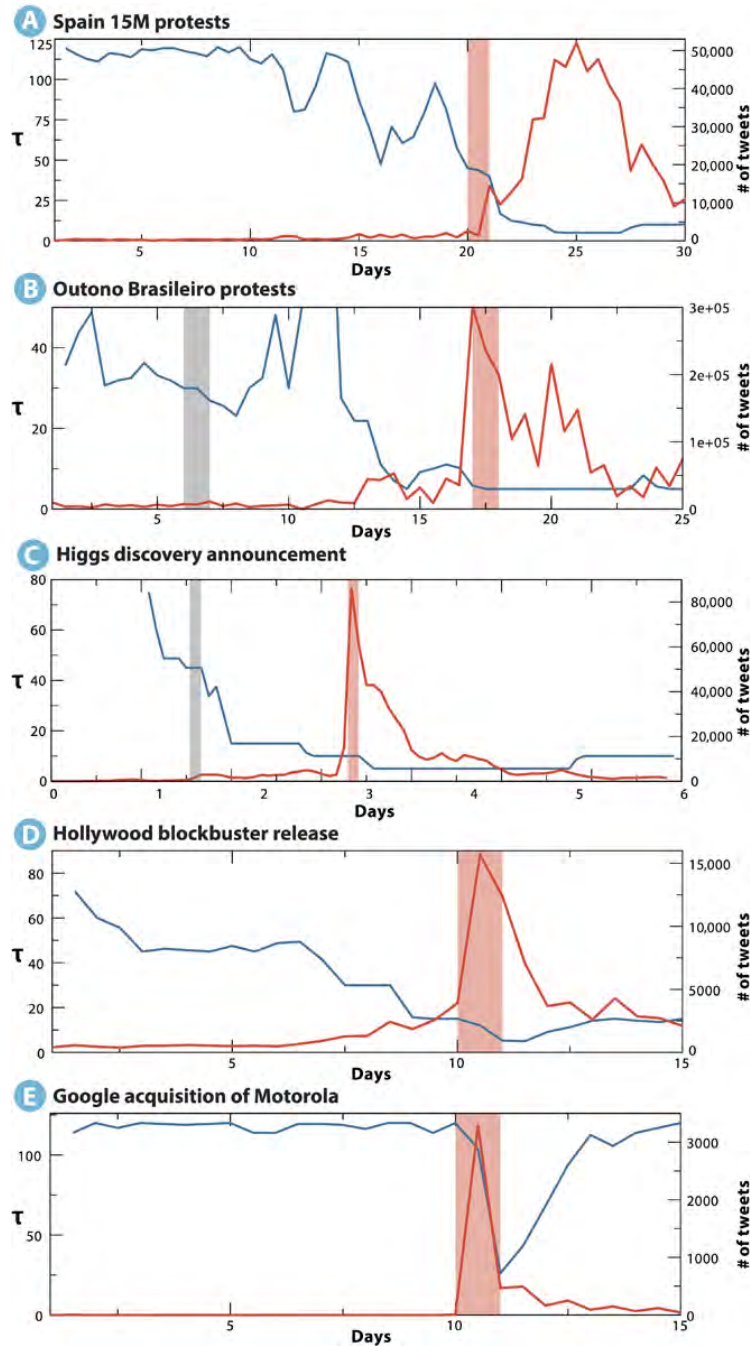 A Spain 15M protests
125
100
75
50
25
0
τ
50,000
40,000
30,000
20,000
10,000
0
# of tweets
5 10 15 20 25 30
Days
B Outono Brasileiro protests
40
20
0
τ
3e+05
2e+05
1e+05
0
# of tweets
5 10 15 20 25
Days
C Higgs discovery announcement
80
60
40
20
0
τ
80,000
60,000
40,000
20,000
0
# of tweets
0 1 2 3 4 5 6
Days
D Hollywood blockbuster release
80
60
40
20
0
τ
15,000
10,000
5000
0
# of tweets
5 10 15
Days
E Google acquisition of Motorola
100
50
0
τ
3000
2000
1000
0
# of tweets
5 10 15
Days